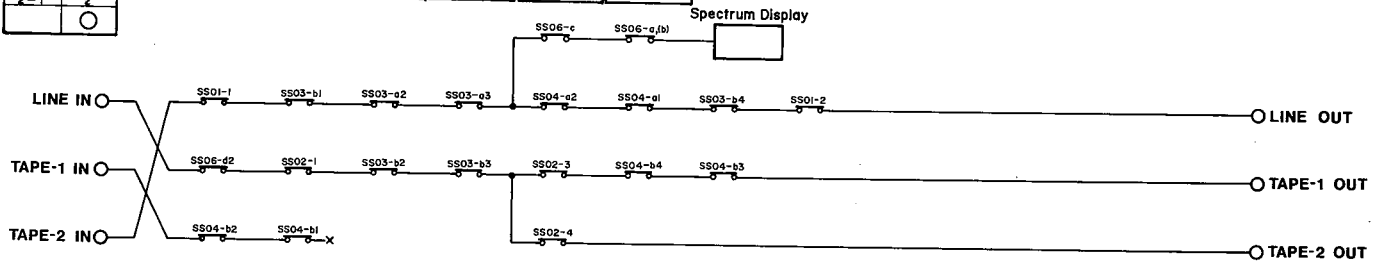 2
Spectrum Display
SS06-c SS06-a,(b)
LINE IN SS01-1 SS03-b1 SS03-a2 SS03-a3 SS04-a2 SS04-a1 SS03-b4 SS01-2 LINE OUT
TAPE-1 IN SS06-d2 SS02-1 SS03-b2 SS03-b3 SS02-3 SS04-b4 SS04-b3 TAPE-1 OUT
TAPE-2 IN SS04-b2 SS04-b1 x SS02-4 TAPE-2 OUT